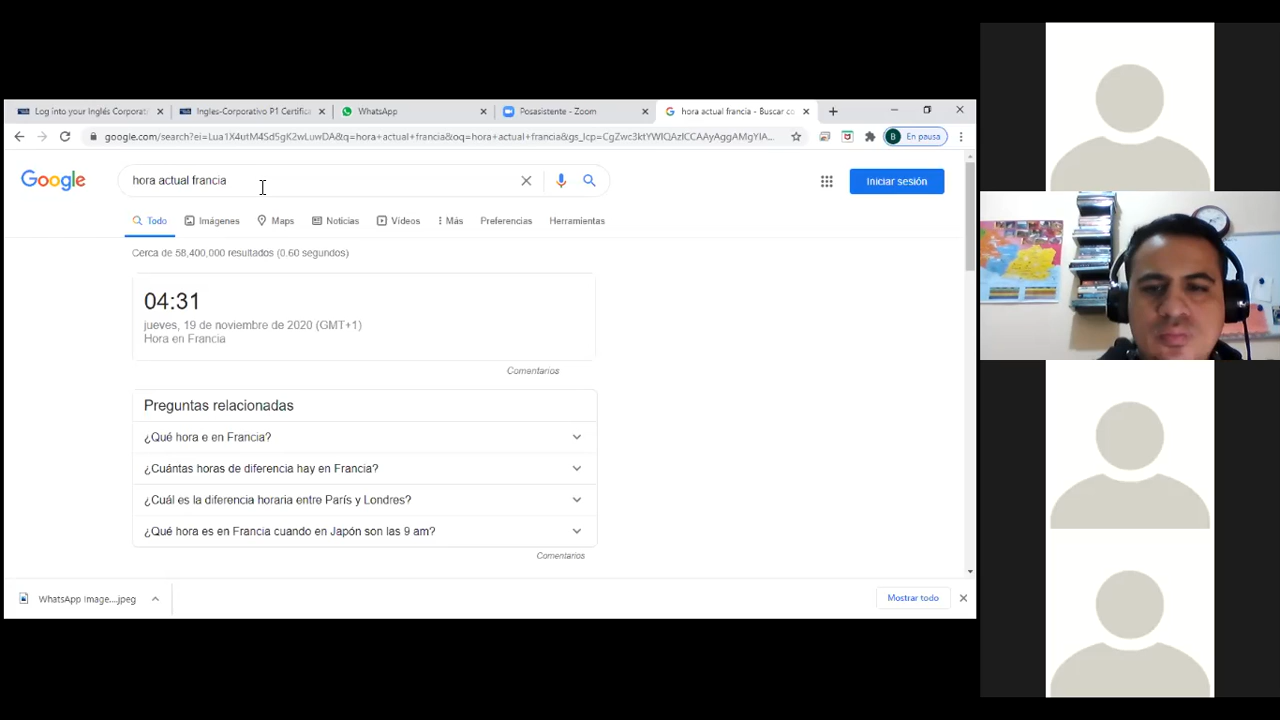 Log into your Inglés Corporati
Ingles-Corporativo P1 Certifica
WhatsApp
Posasistente - Zoom
hora actual francia - Buscar co
google.com/search?ei=Lua1X4utM4Sd5gK2wLuwDA&q=hora+actual+francia&oq=hora+actual+francia&gs_lcp=CgZwc3ktYWIQAzICCAAyAggAMgYIA...
B En pausa
Google
hora actual francia
Iniciar sesión
Todo
Imágenes
Maps
Noticias
Vídeos
Más
Preferencias
Herramientas
Cerca de 58,400,000 resultados (0.60 segundos)
04:31
jueves, 19 de noviembre de 2020 (GMT+1)
Hora en Francia
Comentarios
Preguntas relacionadas
¿Qué hora e en Francia?
¿Cuántas horas de diferencia hay en Francia?
¿Cuál es la diferencia horaria entre París y Londres?
¿Qué hora es en Francia cuando en Japón son las 9 am?
Comentarios
WhatsApp Image....jpeg
Mostrar todo